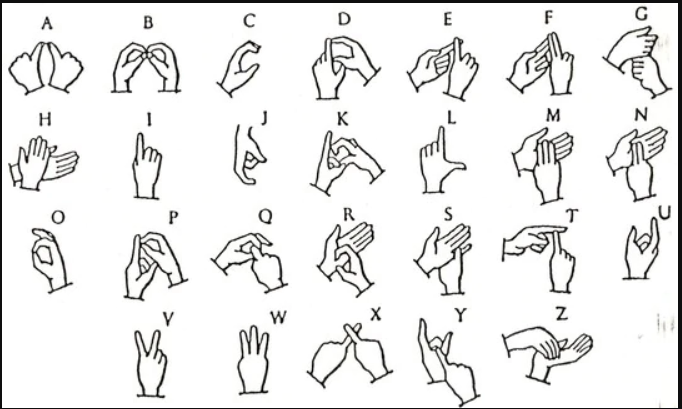 A B C D E F G
H I J K L M N
O P Q R S T U
V W X Y Z